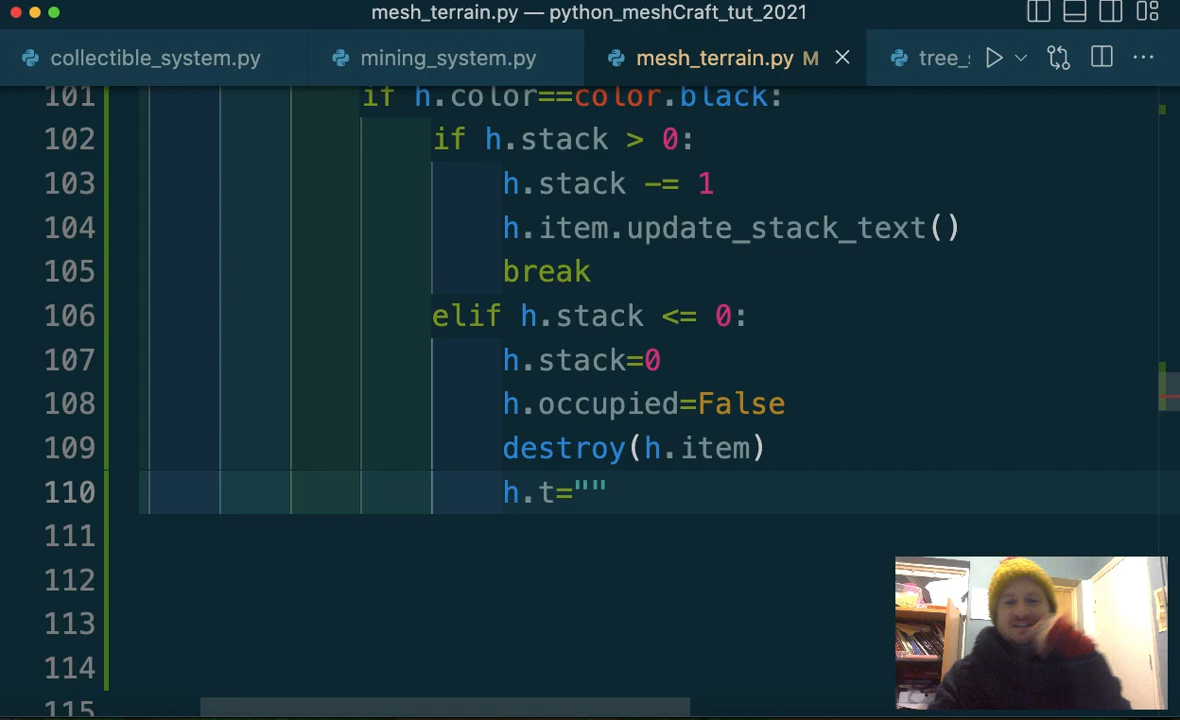 mesh_terrain.py — python_meshCraft_tut_2021
collectible_system.py mining_system.py mesh_terrain.py M tree_s
101 if h.color==color.black:
102 if h.stack > 0:
103 h.stack -= 1
104 h.item.update_stack_text()
105 break
106 elif h.stack <= 0:
107 h.stack=0
108 h.occupied=False
109 destroy(h.item)
110 h.t=""
111
112
113
114
115